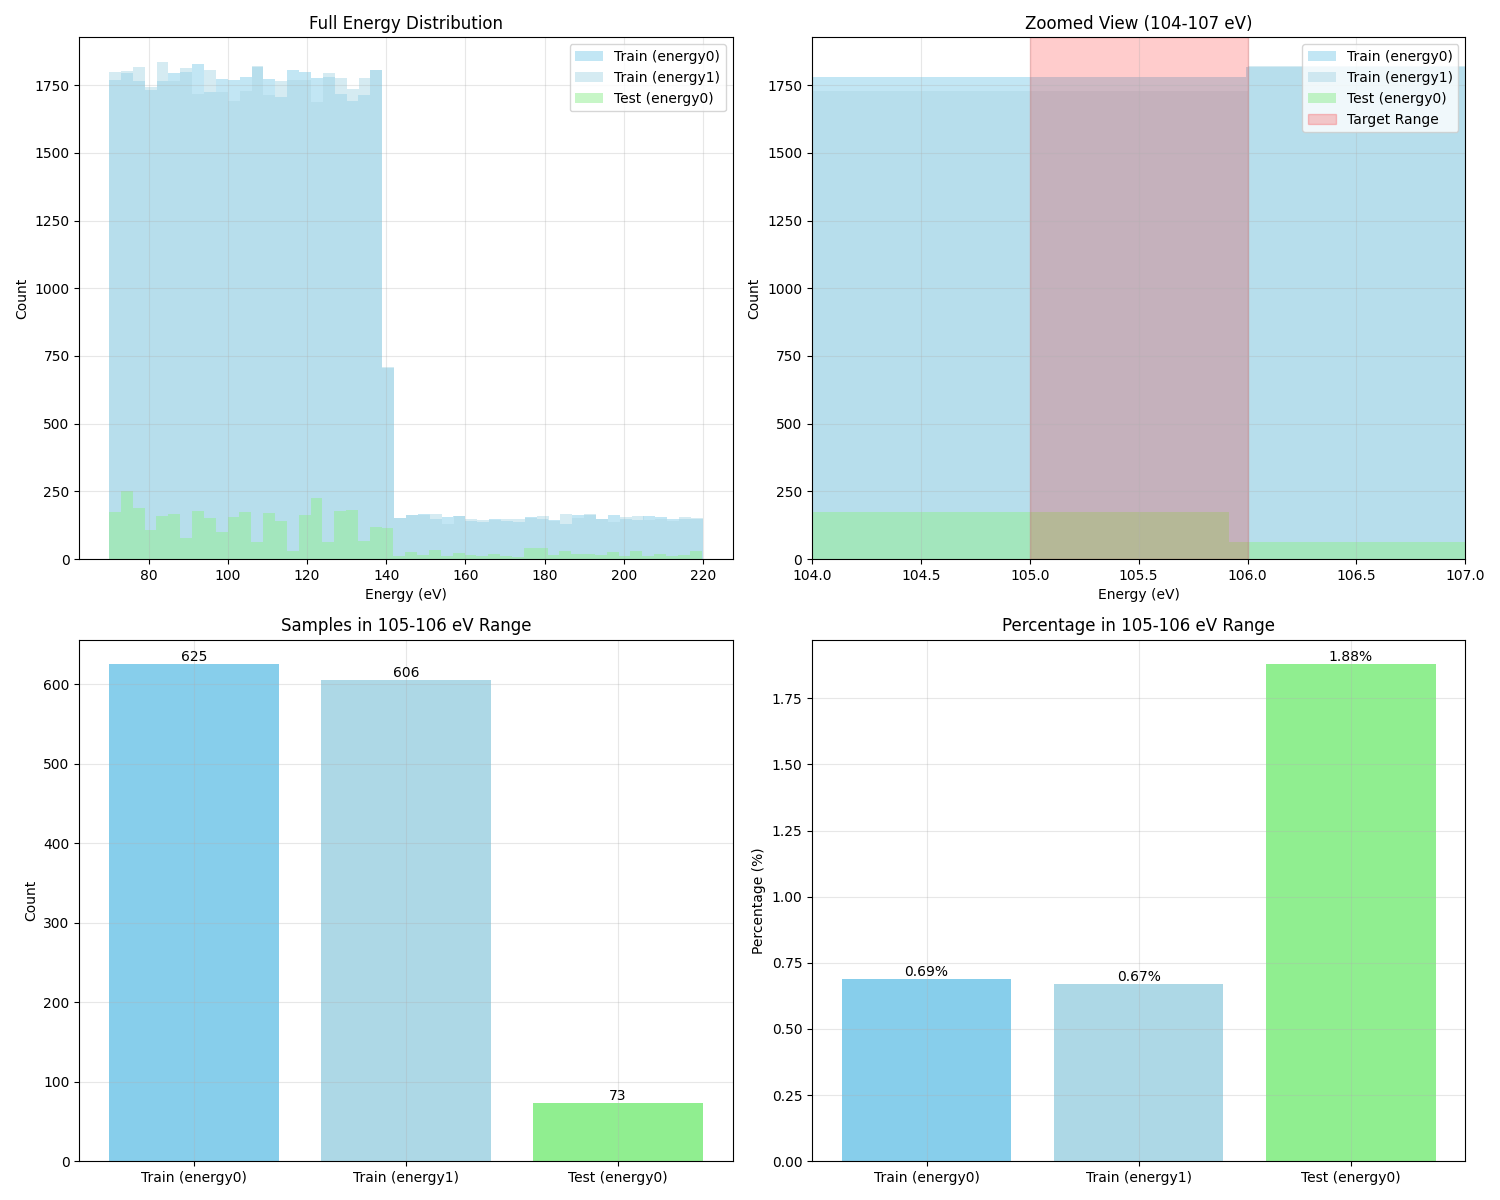 Full Energy Distribution
Train (energy0)
Train (energy1)
Test (energy0)
Count
1750
1500
1250
1000
750
500
250
0
80 100 120 140 160 180 200 220
Energy (eV)
Zoomed View (104-107 eV)
Train (energy0)
Train (energy1)
Test (energy0)
Target Range
Count
1750
1500
1250
1000
750
500
250
0
104.0 104.5 105.0 105.5 106.0 106.5 107.0
Energy (eV)
Samples in 105-106 eV Range
625
606
73
Count
600
500
400
300
200
100
0
Train (energy0) Train (energy1) Test (energy0)
Percentage in 105-106 eV Range
0.69%
0.67%
1.88%
Percentage (%)
1.75
1.50
1.25
1.00
0.75
0.50
0.25
0.00
Train (energy0) Train (energy1) Test (energy0)